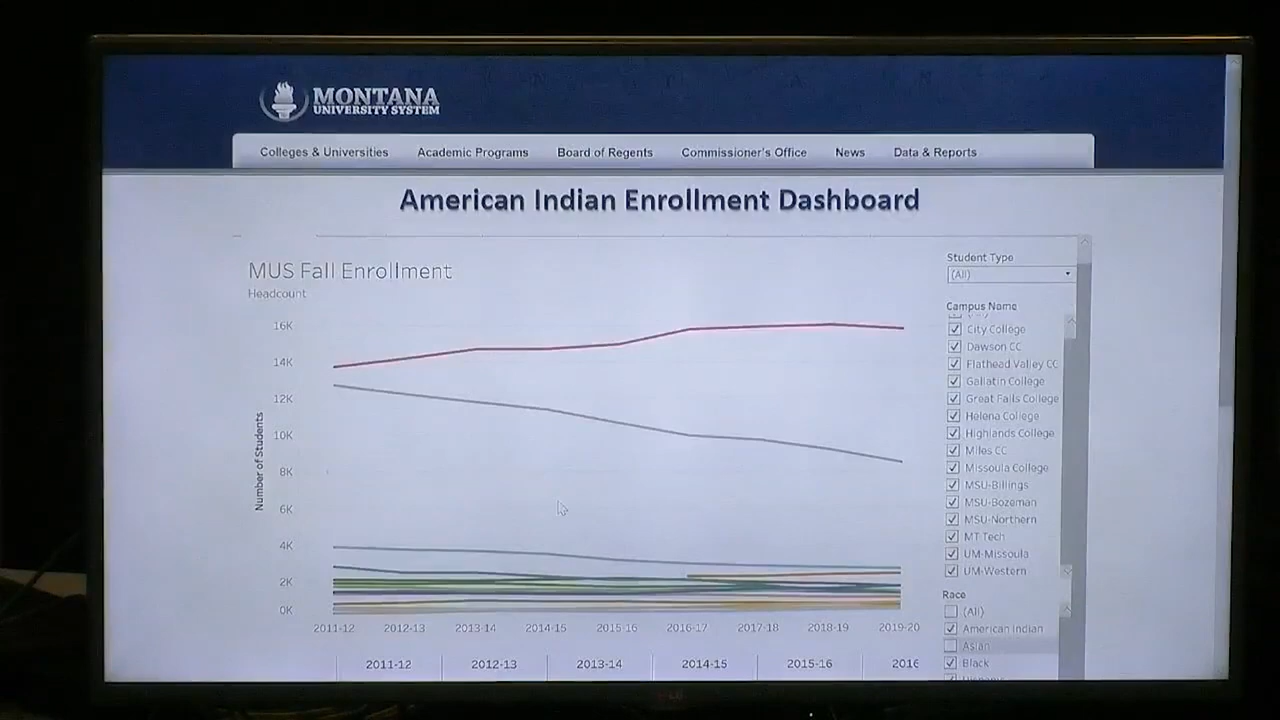 MONTANA
UNIVERSITY SYSTEM
Colleges & Universities Academic Programs Board of Regents Commissioner's Office News Data & Reports
American Indian Enrollment Dashboard
MUS Fall Enrollment
Headcount
Number of Students
16K
14K
12K
10K
8K
6K
4K
2K
0K
2011-12 2012-13 2013-14 2014-15 2015-16 2016-17 2017-18 2018-19 2019-20
2011-12 2012-13 2013-14 2014-15 2015-16 2016
Student Type
(All)
Campus Name
City College
Dawson CC
Flathead Valley CC
Gallatin College
Great Falls College
Helena College
Highlands College
Miles CC
Missoula College
MSU-Billings
MSU-Bozeman
MSU-Northern
MT Tech
UM-Missoula
UM-Western
Race
(All)
American Indian
Asian
Black
LG